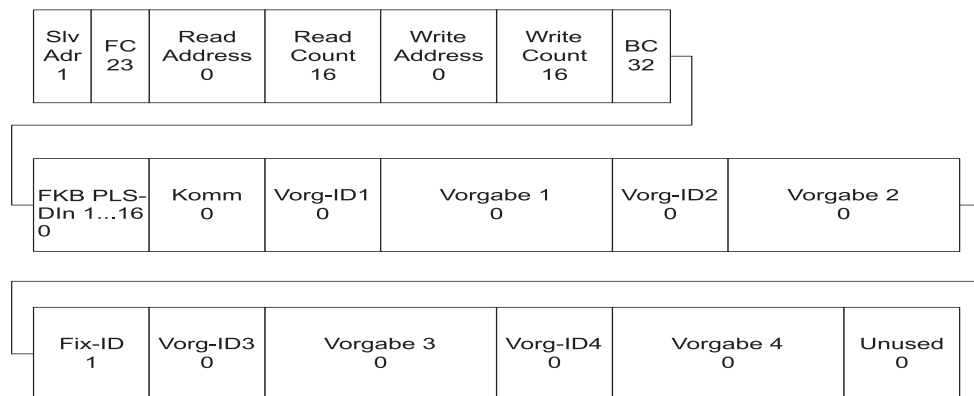 Slv Adr 1
FC 23
Read Address 0
Read Count 16
Write Address 0
Write Count 16
BC 32
FKB PLS-DIn 1...16 0
Komm 0
Vorg-ID1 0
Vorgabe 1 0
Vorg-ID2 0
Vorgabe 2 0
Fix-ID 1
Vorg-ID3 0
Vorgabe 3 0
Vorg-ID4 0
Vorgabe 4 0
Unused 0